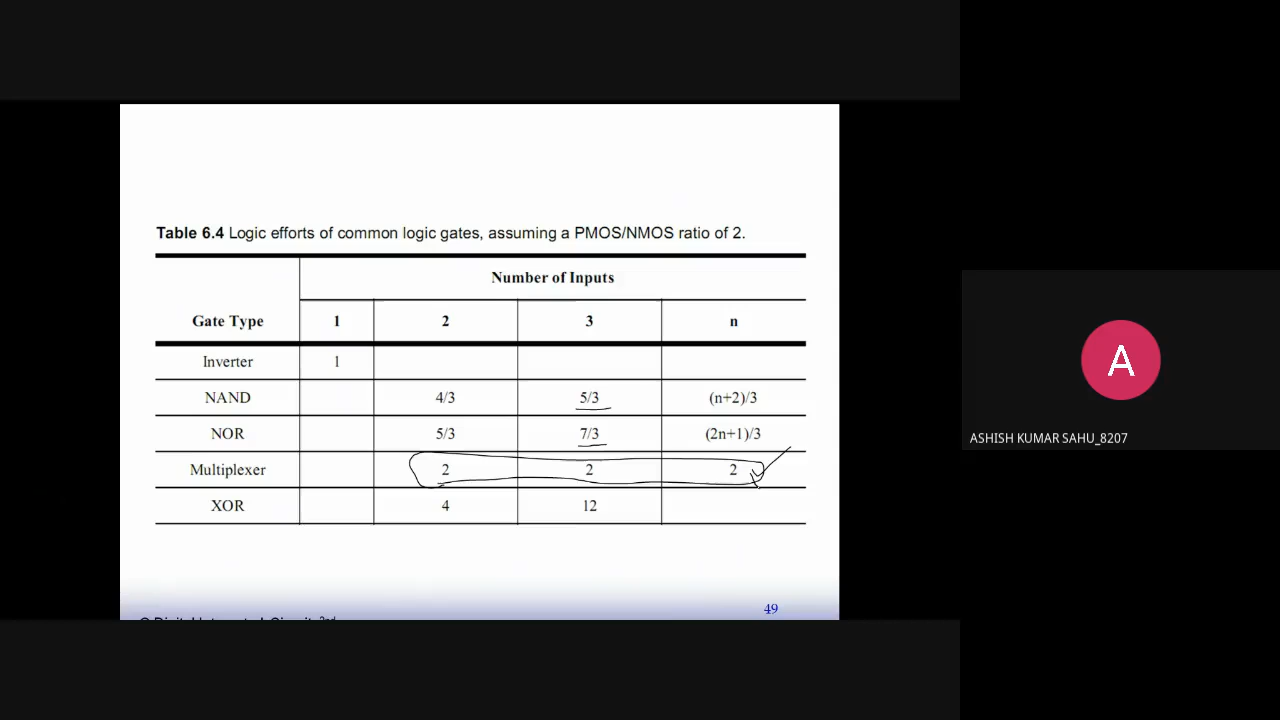 Table 6.4 Logic efforts of common logic gates, assuming a PMOS/NMOS ratio of 2.
Number of Inputs
Gate Type 1 2 3 n
Inverter 1
NAND 4/3 5/3 (n+2)/3
NOR 5/3 7/3 (2n+1)/3
Multiplexer 2 2 2
XOR 4 12
49
2nd
A
ASHISH KUMAR SAHU_8207